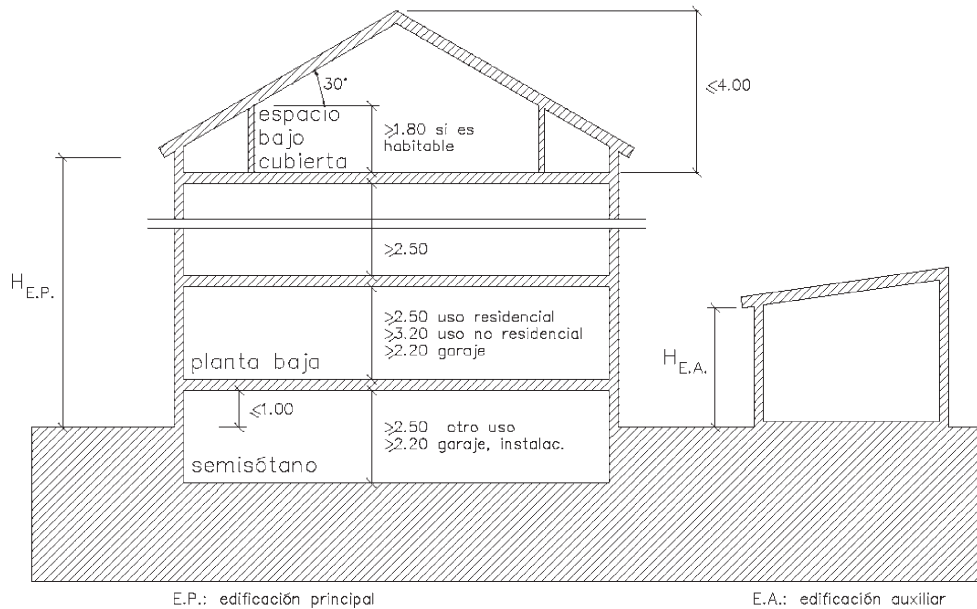 ≤4.00
30°
espacio
bajo
cubierta
≥1.80 si es
habitable
≥2.50
H E.P.
≥2.50 uso residencial
≥3.20 uso no residencial
≥2.20 garaje
planta baja
H E.A.
≤1.00
≥2.50 otro uso
≥2.20 garaje, instalac.
semisótano
E.P.: edificación principal
E.A.: edificación auxiliar